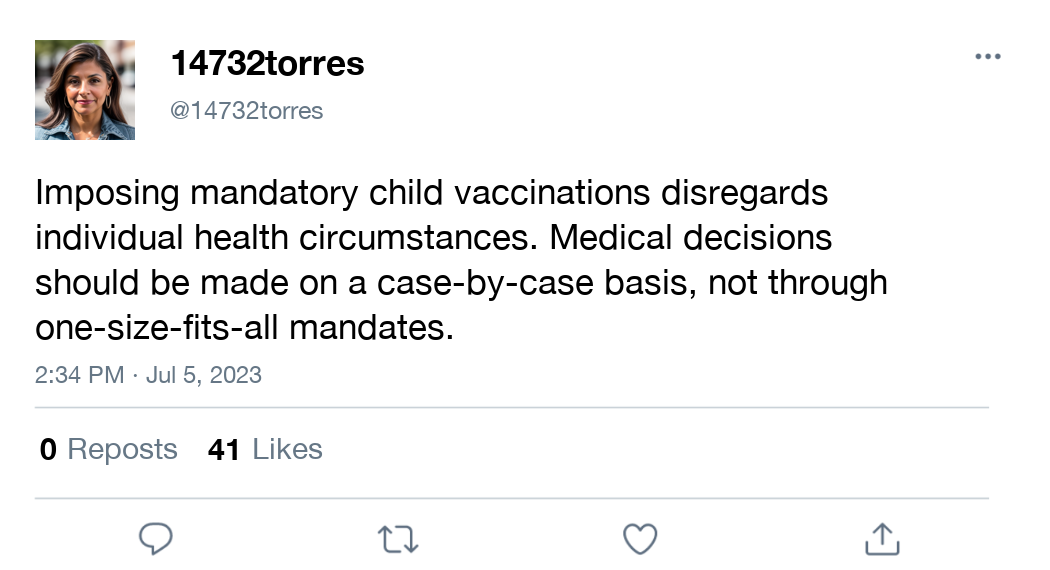 14732torres
@14732torres
Imposing mandatory child vaccinations disregards
individual health circumstances. Medical decisions
should be made on a case-by-case basis, not through
one-size-fits-all mandates.
2:34 PM · Jul 5, 2023
0 Reposts 41 Likes